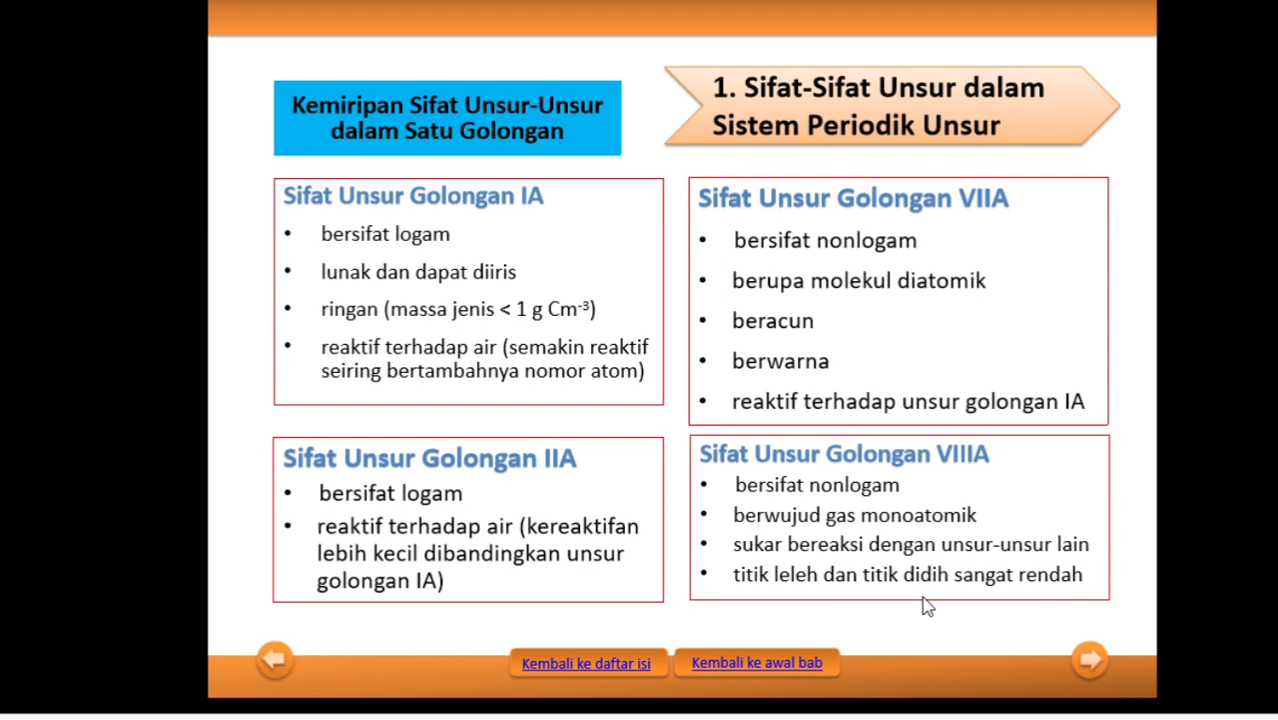 Kemiripan Sifat Unsur-Unsur
dalam Satu Golongan
1. Sifat-Sifat Unsur dalam
Sistem Periodik Unsur
Sifat Unsur Golongan IA
• bersifat logam
• lunak dan dapat diiris
• ringan (massa jenis < 1 g Cm⁻³)
• reaktif terhadap air (semakin reaktif
seiring bertambahnya nomor atom)
Sifat Unsur Golongan VIIA
• bersifat nonlogam
• berupa molekul diatomik
• beracun
• berwarna
• reaktif terhadap unsur golongan IA
Sifat Unsur Golongan IIA
• bersifat logam
• reaktif terhadap air (kereaktifan
lebih kecil dibandingkan unsur
golongan IA)
Sifat Unsur Golongan VIIIA
• bersifat nonlogam
• berwujud gas monoatomik
• sukar bereaksi dengan unsur-unsur lain
• titik leleh dan titik didih sangat rendah
Kembali ke daftar isi
Kembali ke awal bab